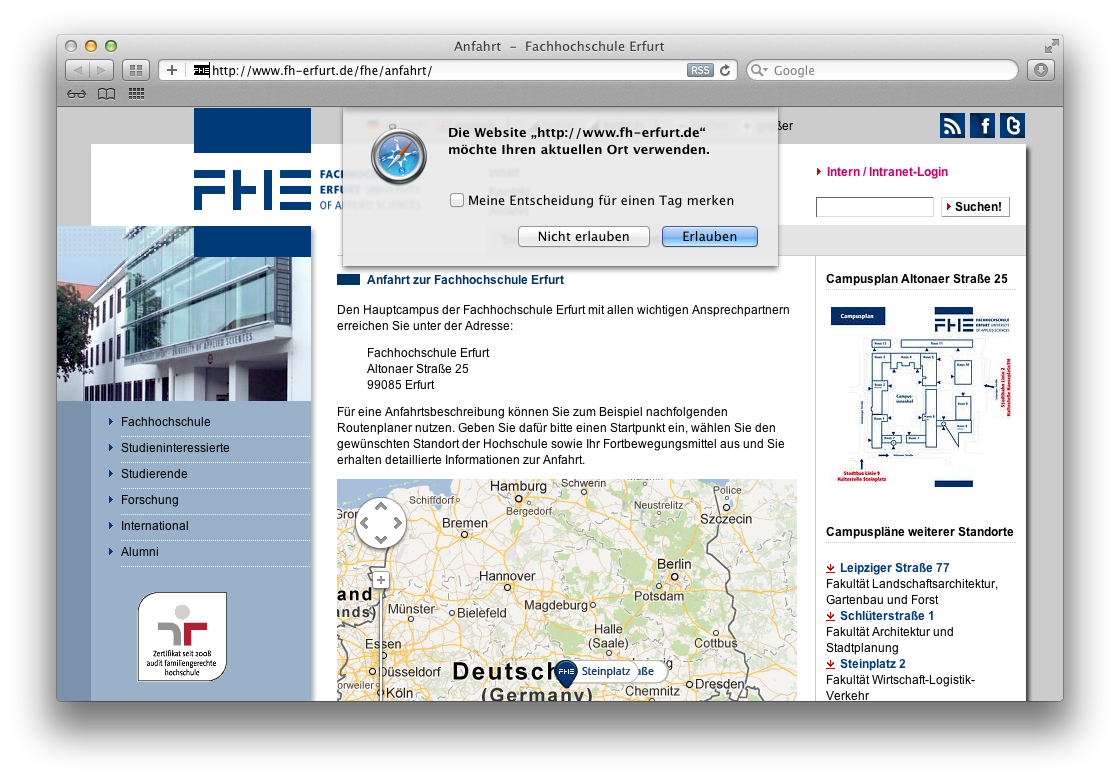 Anfahrt – Fachhochschule Erfurt
http://www.fh-erfurt.de/fhe/anfahrt/
RSS
Google
Die Website „http://www.fh-erfurt.de“
möchte Ihren aktuellen Ort verwenden.
Meine Entscheidung für einen Tag merken
Nicht erlauben
Erlauben
FHE
OF APPLIED SCIENCES
Intern / Intranet-Login
Suchen!
Anfahrt zur Fachhochschule Erfurt
Den Hauptcampus der Fachhochschule Erfurt mit allen wichtigen Ansprechpartnern
erreichen Sie unter der Adresse:
Fachhochschule Erfurt
Altonaer Straße 25
99085 Erfurt
Für eine Anfahrtsbeschreibung können Sie zum Beispiel nachfolgenden
Routenplaner nutzen. Geben Sie dafür bitte einen Startpunkt ein, wählen Sie den
gewünschten Standort der Hochschule sowie Ihr Fortbewegungsmittel aus und Sie
erhalten detaillierte Informationen zur Anfahrt.
Fachhochschule
Studieninteressierte
Studierende
Forschung
International
Alumni
Zertifikat seit 2008
audit familiengerechte
hochschule
Hamburg
Schwerin
Schiffdorf
Bergedorf
Police
Neustrelitz
Szczecin
Bremen
Berlin
Hannover
Potsdam
Magdeburg
Münster
Bielefeld
Halle
(Saale)
Cottbus
Essen
Düsseldorf
Deutsch
Steinplatz
aße
(Germany)
Chemnitz
Dresden
Köln
Campusplan Altonaer Straße 25
Campusplan
FHE
Stadtbus Linie 9
Haltestelle Steinplatz
Campuspläne weiterer Standorte
Leipziger Straße 77
Fakultät Landschaftsarchitektur,
Gartenbau und Forst
Schlüterstraße 1
Fakultät Architektur und
Stadtplanung
Steinplatz 2
Fakultät Wirtschaft-Logistik-
Verkehr